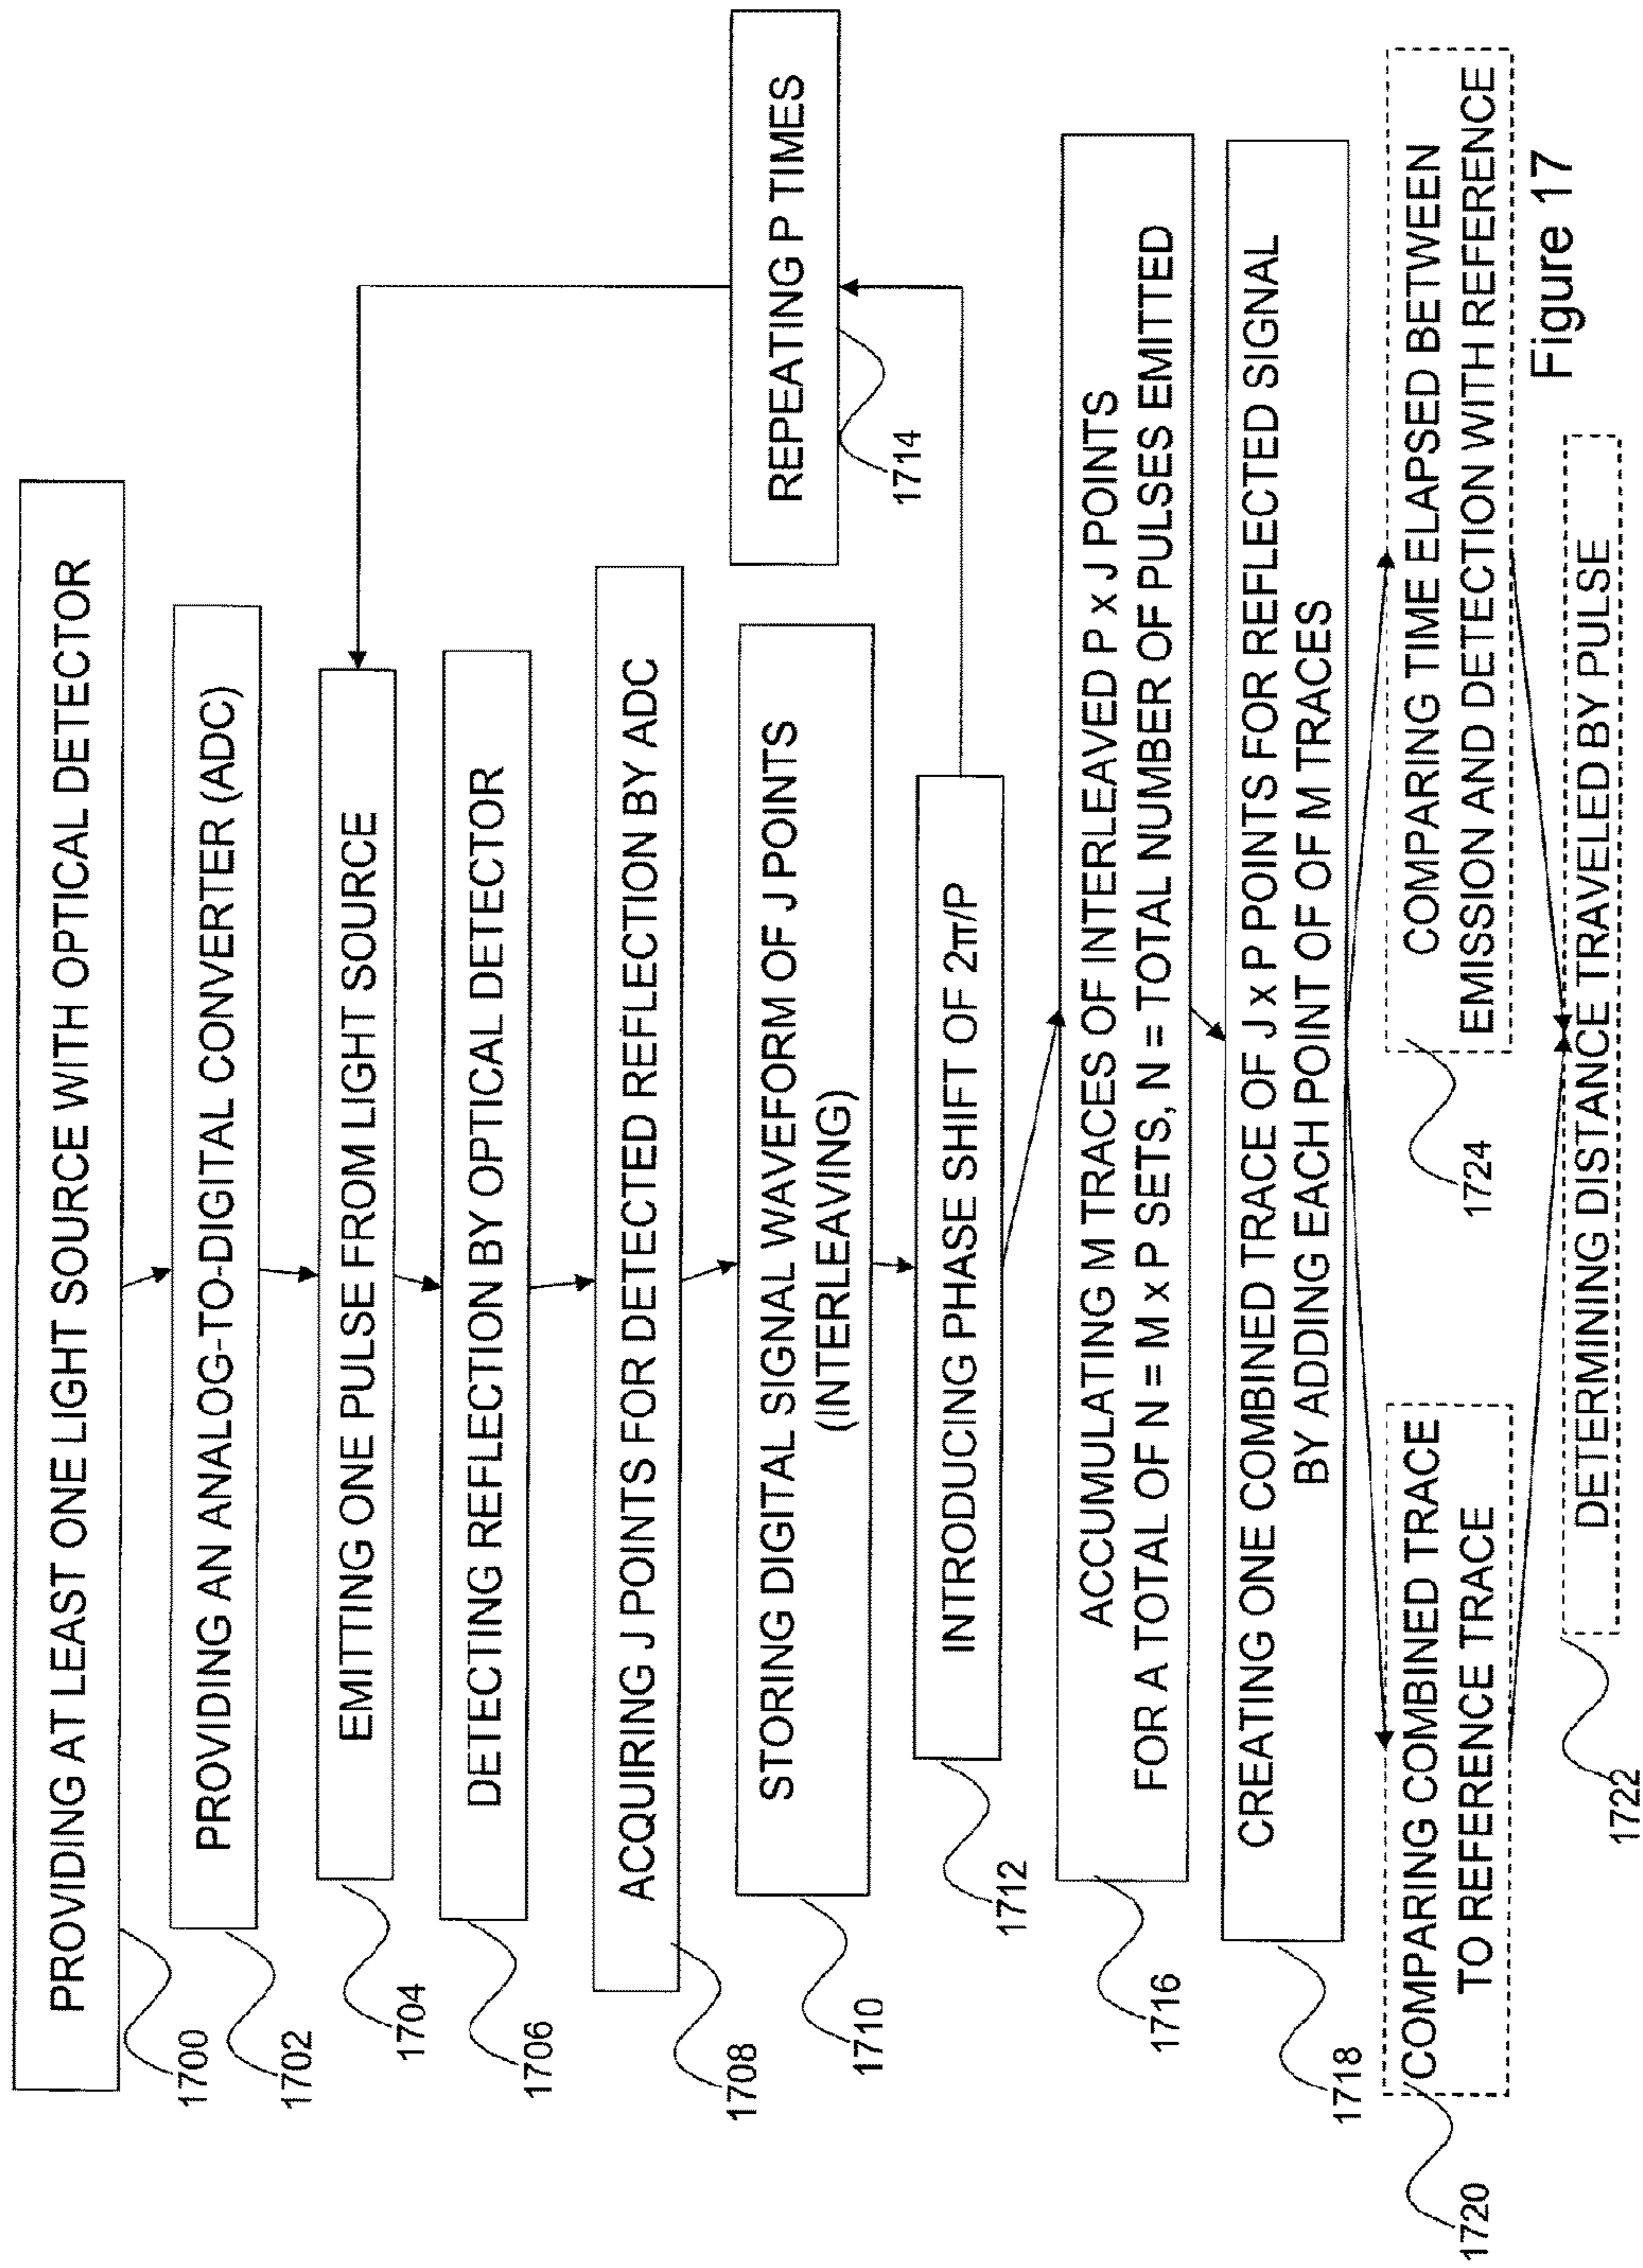 PROVIDING AT LEAST ONE LIGHT SOURCE WITH OPTICAL DETECTOR
1700
PROVIDING AN ANALOG-TO-DIGITAL CONVERTER (ADC)
1702
EMITTING ONE PULSE FROM LIGHT SOURCE
1704
DETECTING REFLECTION BY OPTICAL DETECTOR
1706
ACQUIRING J POINTS FOR DETECTED REFLECTION BY ADC
1708
STORING DIGITAL SIGNAL WAVEFORM OF J POINTS
(INTERLEAVING)
1710
INTRODUCING PHASE SHIFT OF 2π/P
1712
REPEATING P TIMES
1714
ACCUMULATING M TRACES OF INTERLEAVED P x J POINTS
FOR A TOTAL OF N = M x P SETS, N = TOTAL NUMBER OF PULSES EMITTED
1716
CREATING ONE COMBINED TRACE OF J x P POINTS FOR REFLECTED SIGNAL
BY ADDING EACH POINT OF M TRACES
1718
COMPARING COMBINED TRACE
TO REFERENCE TRACE
1720
COMPARING TIME ELAPSED BETWEEN
EMISSION AND DETECTION WITH REFERENCE
1724
DETERMINING DISTANCE TRAVELED BY PULSE
1722
Figure 17